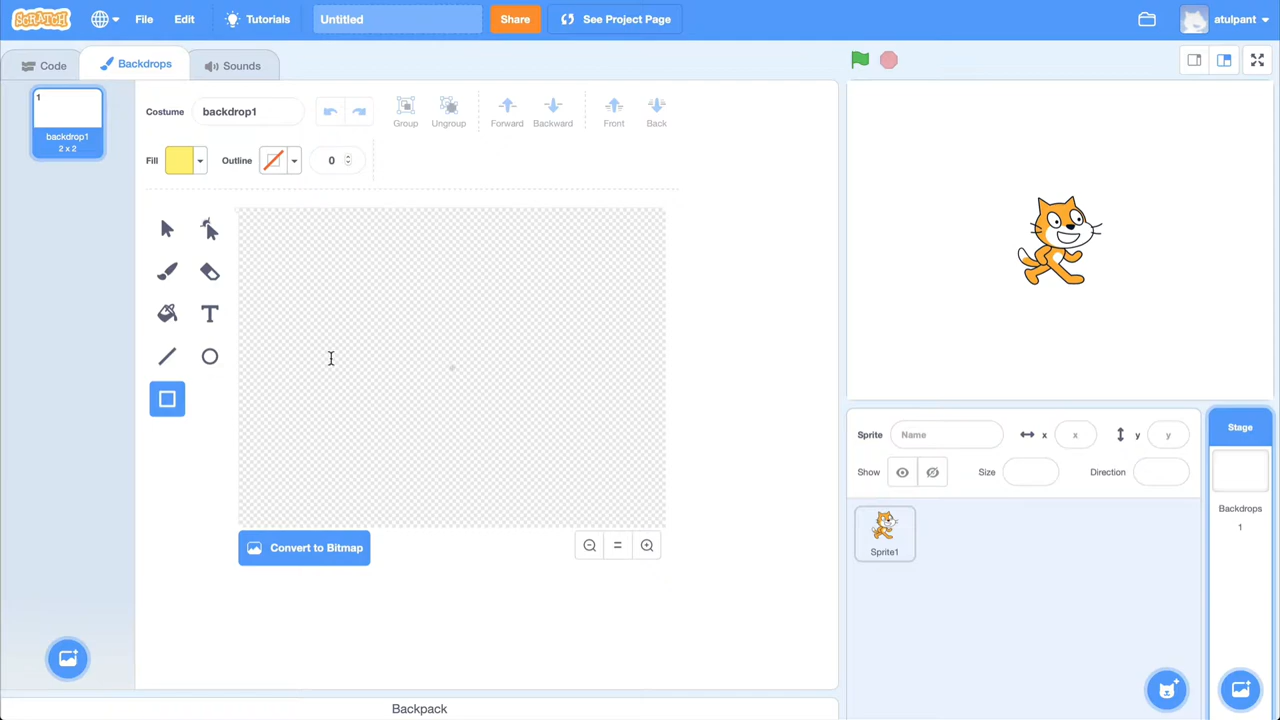 SCRATCH File Edit Tutorials Untitled Share See Project Page atulpant
Code Backdrops Sounds
1
backdrop1
2 x 2
Costume backdrop1 Group Ungroup Forward Backward Front Back
Fill Outline 0
T
Convert to Bitmap
Backpack
Sprite Name x x y y
Show Size Direction
Sprite1
Stage
Backdrops
1